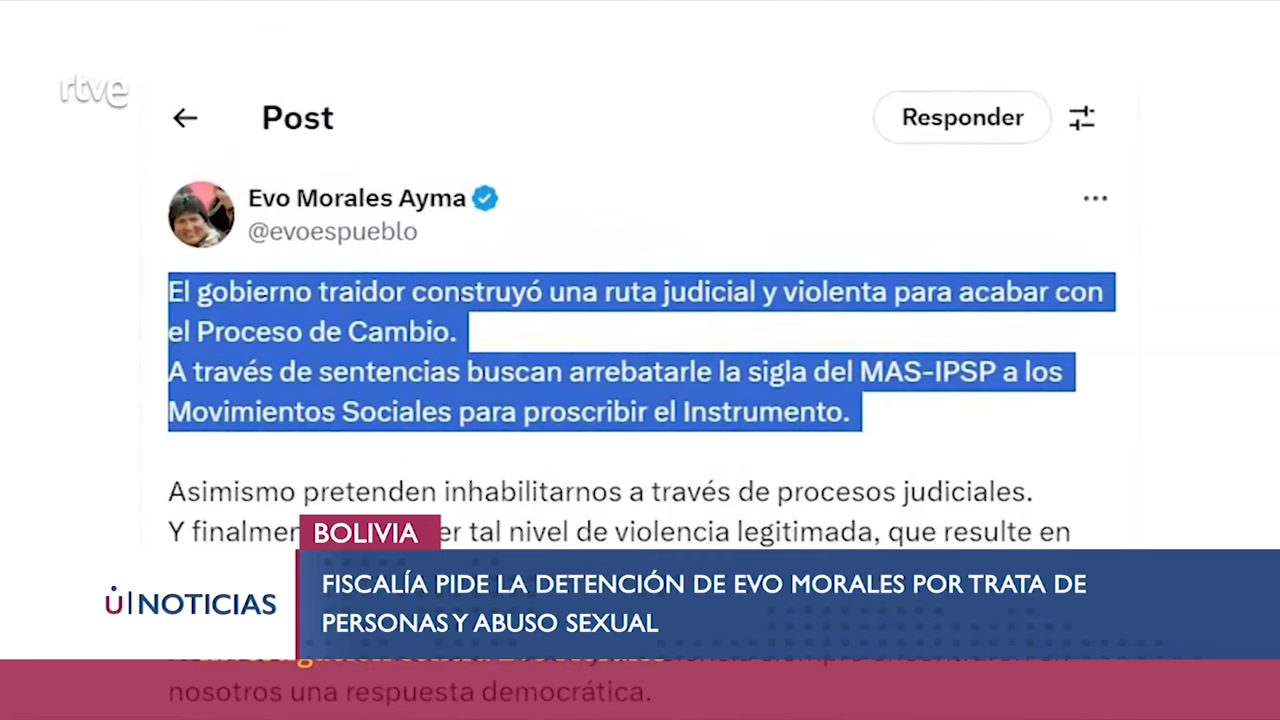 rtve
Post
Responder
Evo Morales Ayma
@evoespueblo
El gobierno traidor construyó una ruta judicial y violenta para acabar con
el Proceso de Cambio.
A través de sentencias buscan arrebatarle la sigla del MAS-IPSP a los
Movimientos Sociales para proscribir el Instrumento.
Asimismo pretenden inhabilitarnos a través de procesos judiciales.
Y tal nivel de violencia legitimada, que resulte en
BOLIVIA
FISCALÍA PIDE LA DETENCIÓN DE EVO MORALES POR TRATA DE
PERSONAS Y ABUSO SEXUAL
U| NOTICIAS
nosotros una respuesta democrática.